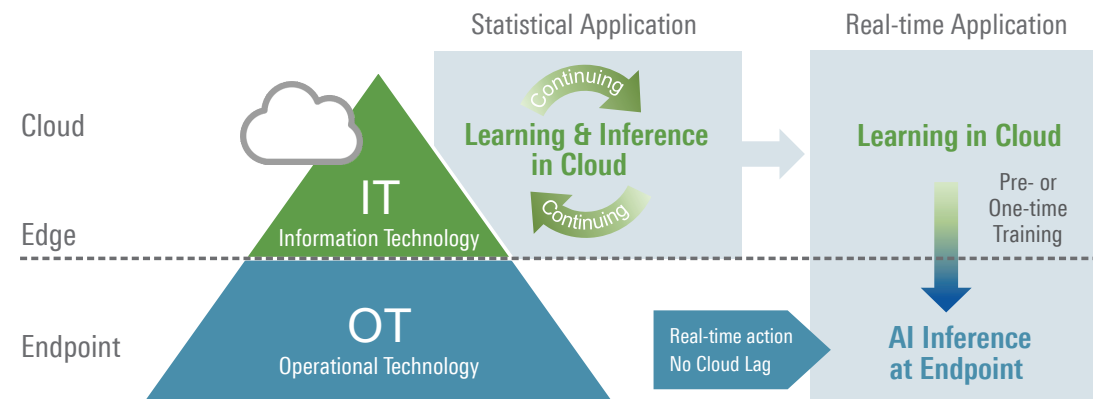 Statistical Application
Real-time Application
Cloud
Continuing
Learning & Inference
in Cloud
Continuing
Learning in Cloud
Pre- or
One-time
Training
IT
Information Technology
Edge
OT
Operational Technology
Endpoint
Real-time action
No Cloud Lag
AI Inference
at Endpoint